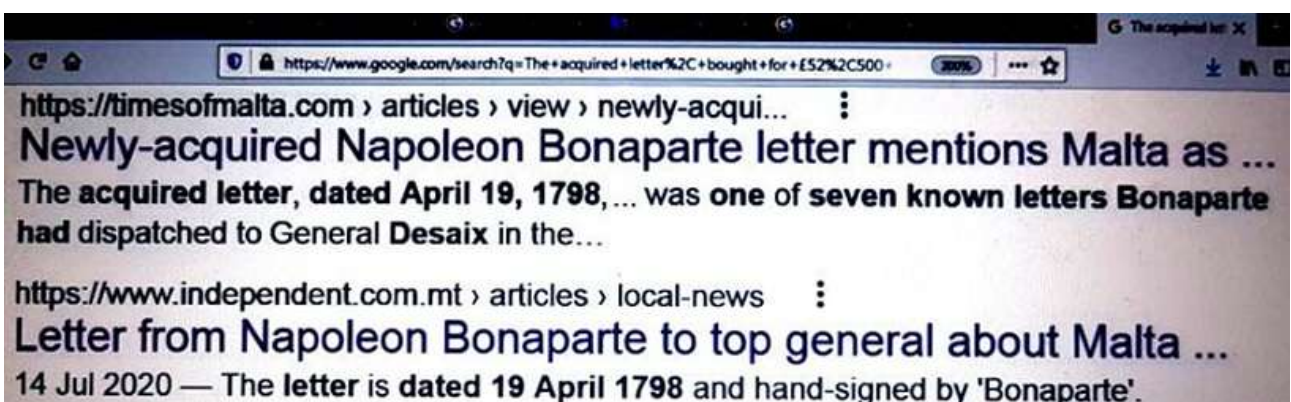 G The acquired let X
https://www.google.com/search?q=The+acquired+letter%2C+bought+for+£52%2C500+
200%
https://timesofmalta.com › articles › view › newly-acqui...
Newly-acquired Napoleon Bonaparte letter mentions Malta as ...
The acquired letter, dated April 19, 1798,... was one of seven known letters Bonaparte
had dispatched to General Desaix in the...
https://www.independent.com.mt › articles › local-news
Letter from Napoleon Bonaparte to top general about Malta ...
14 Jul 2020 — The letter is dated 19 April 1798 and hand-signed by 'Bonaparte'.